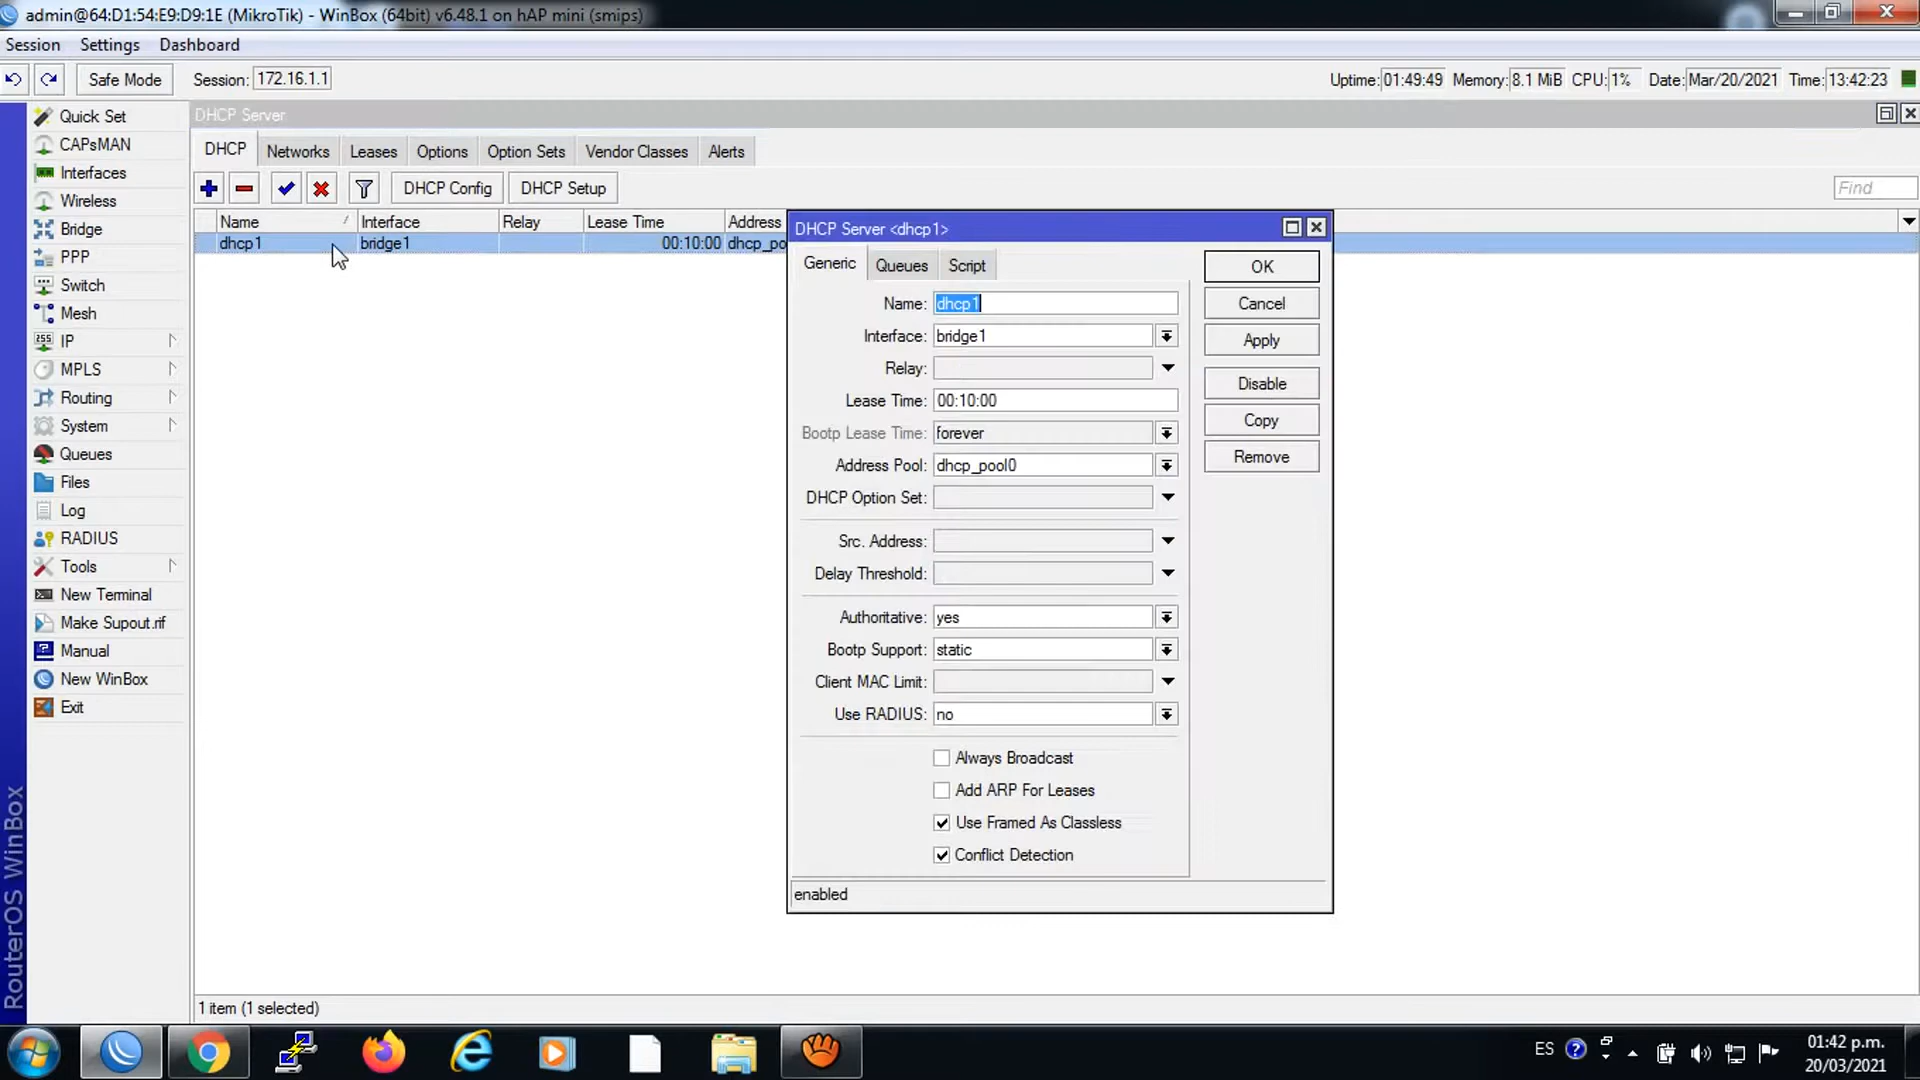 admin@64:D1:54:E9:D9:1E (MikroTik) - WinBox (64bit) v6.48.1 on hAP mini (smips)
Session Settings Dashboard
Safe Mode Session: 172.16.1.1 Uptime: 01:49:49 Memory: 8.1 MiB CPU: 1% Date: Mar/20/2021 Time: 13:42:23
Quick Set
CAPsMAN
Interfaces
Wireless
Bridge
PPP
Switch
Mesh
IP
MPLS
Routing
System
Queues
Files
Log
RADIUS
Tools
New Terminal
Make Supout.rif
Manual
New WinBox
Exit
RouterOS WinBox
DHCP Server
DHCP Networks Leases Options Option Sets Vendor Classes Alerts
DHCP Config DHCP Setup Find
Name Interface Relay Lease Time Address
dhcp1 bridge1 00:10:00 dhcp_po
DHCP Server <dhcp1>
Generic Queues Script
Name: dhcp1
Interface: bridge1
Relay:
Lease Time: 00:10:00
Bootp Lease Time: forever
Address Pool: dhcp_pool0
DHCP Option Set:
Src. Address:
Delay Threshold:
Authoritative: yes
Bootp Support: static
Client MAC Limit:
Use RADIUS: no
Always Broadcast
Add ARP For Leases
Use Framed As Classless
Conflict Detection
enabled
OK
Cancel
Apply
Disable
Copy
Remove
1 item (1 selected)
ES
01:42 p.m.
20/03/2021